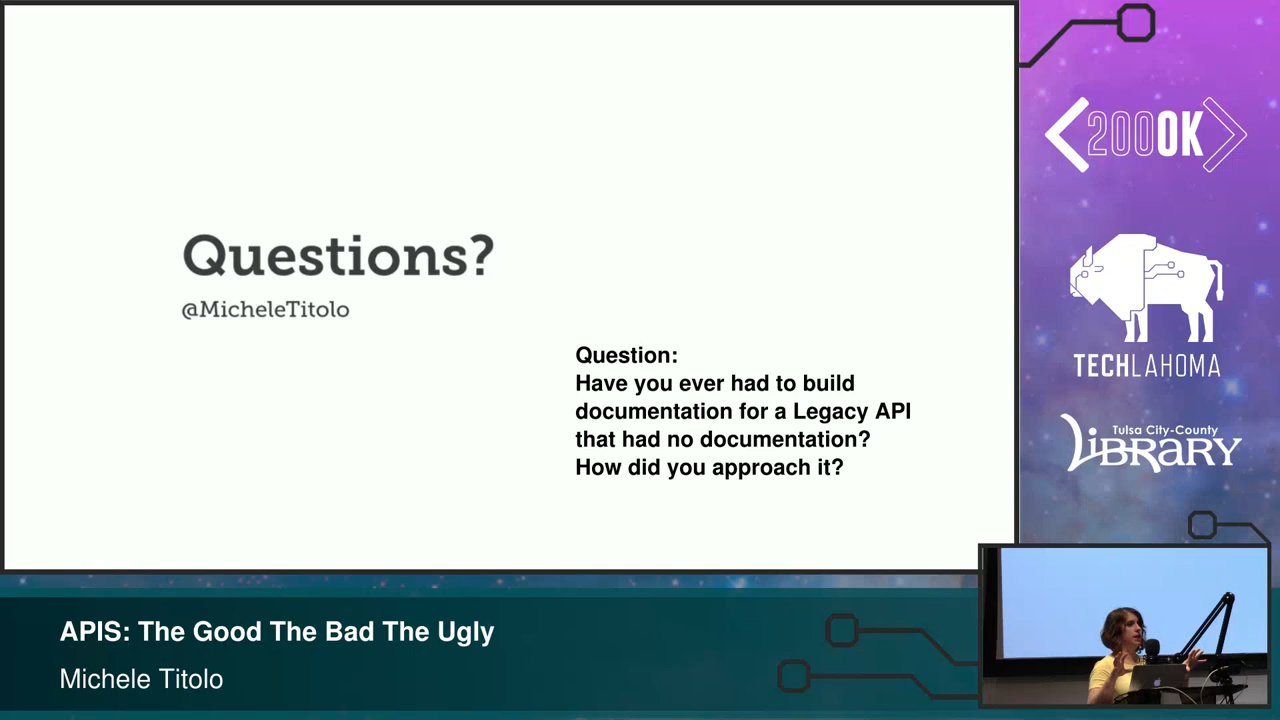 Questions?
@MicheleTitolo
Question:
Have you ever had to build
documentation for a Legacy API
that had no documentation?
How did you approach it?
200OK
TECHLAHOMA
Tulsa City-County
LIBRARY
APIS: The Good The Bad The Ugly
Michele Titolo